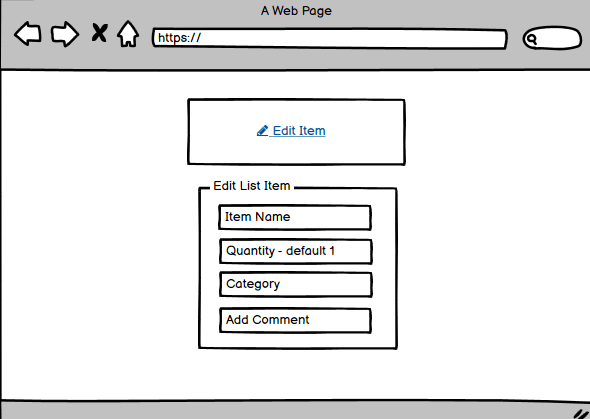 A Web Page
https://
Edit Item
Edit List Item
Item Name
Quantity - default 1
Category
Add Comment